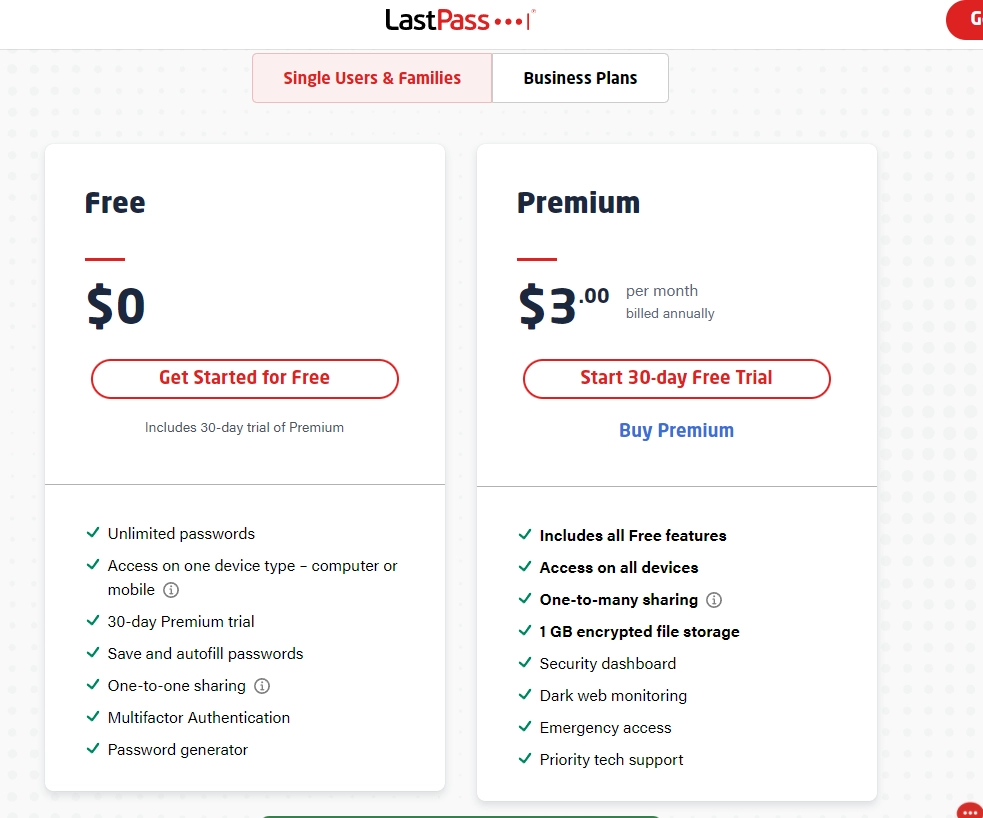 LastPass
Single Users & Families
Business Plans
Free
$0
Get Started for Free
Includes 30-day trial of Premium
Unlimited passwords
Access on one device type – computer or
mobile
30-day Premium trial
Save and autofill passwords
One-to-one sharing
Multifactor Authentication
Password generator
Premium
$3.00
per month
billed annually
Start 30-day Free Trial
Buy Premium
Includes all Free features
Access on all devices
One-to-many sharing
1 GB encrypted file storage
Security dashboard
Dark web monitoring
Emergency access
Priority tech support